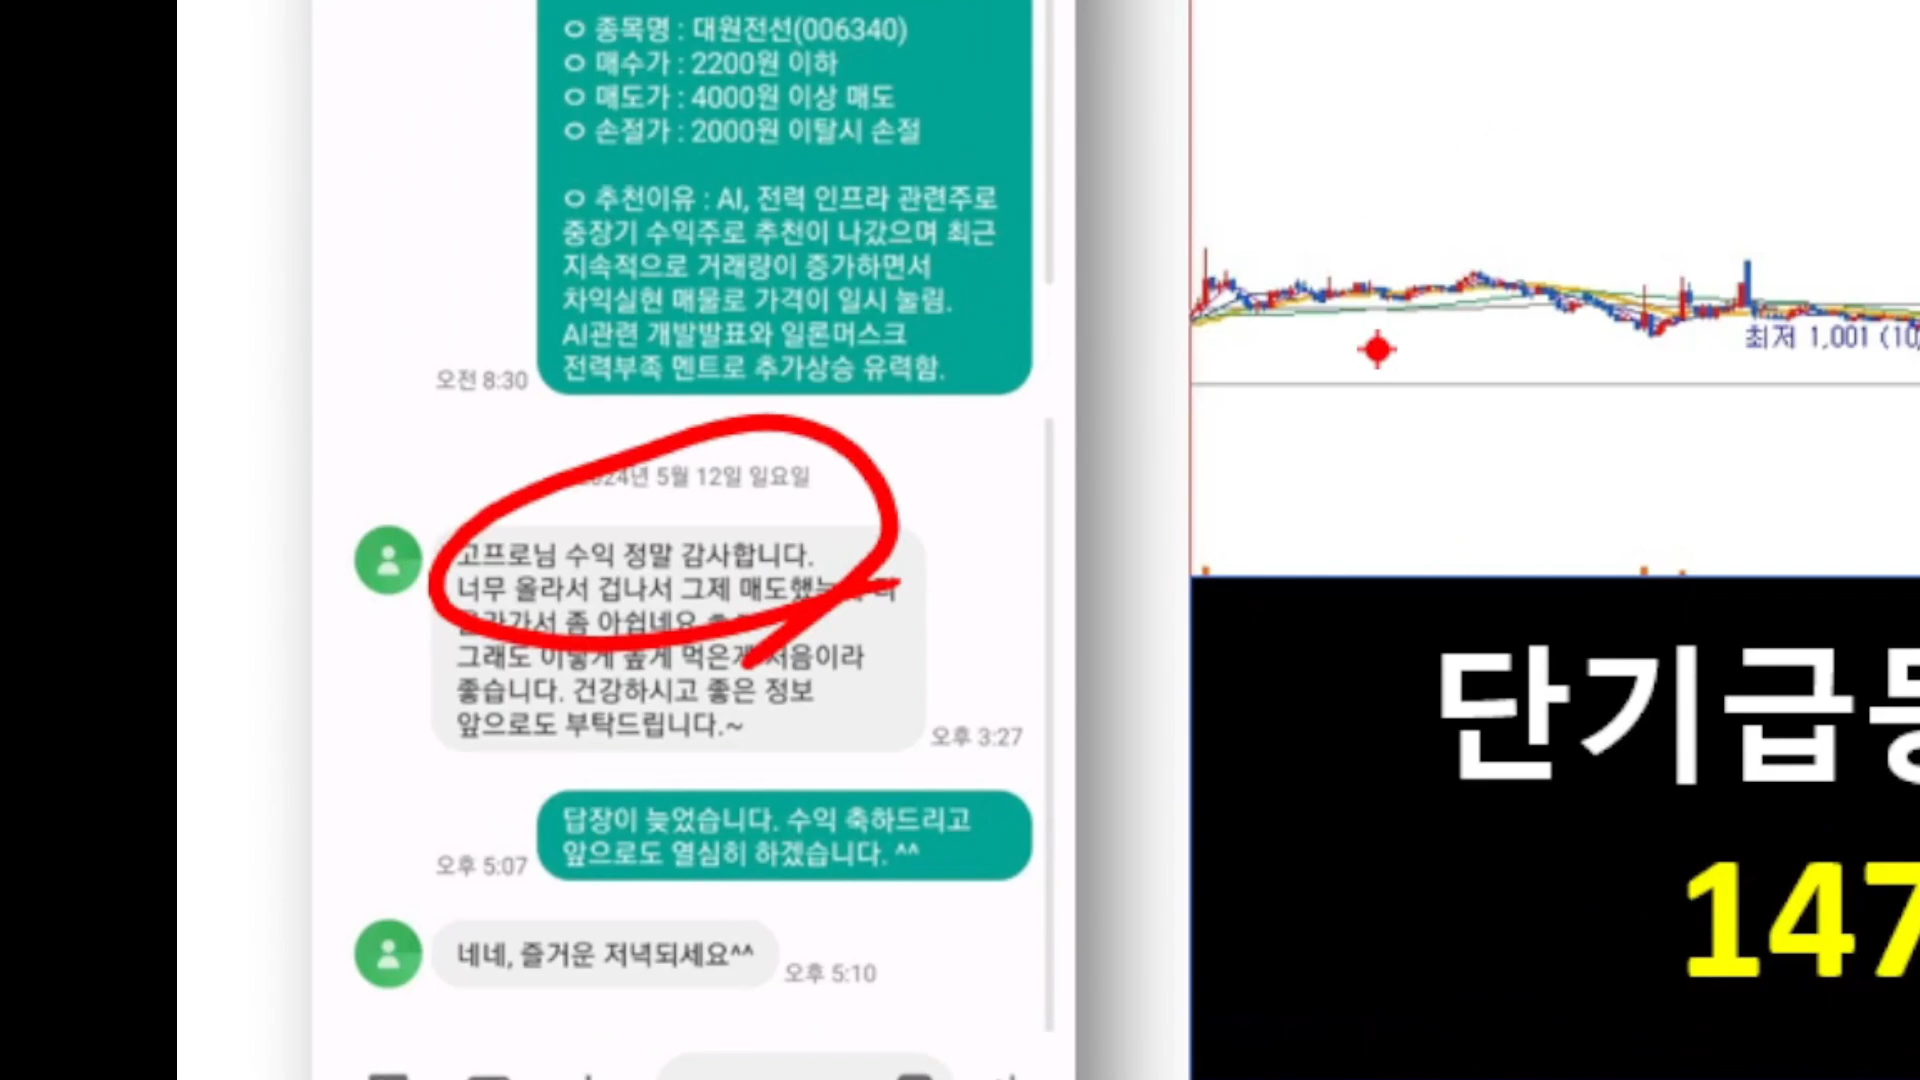 ㅇ 종목명 : 대원전선(006340)
ㅇ 매수가 : 2200원 이하
ㅇ 매도가 : 4000원 이상 매도
ㅇ 손절가 : 2000원 이탈시 손절
ㅇ 추천이유 : AI, 전력 인프라 관련주로
중장기 수익주로 추천이 나갔으며 최근
지속적으로 거래량이 증가하면서
차익실현 매물로 가격이 일시 눌림.
AI관련 개발발표와 일론머스크
전력부족 멘트로 추가상승 유력함.
오전 8:30
5월 12일 일요일
고프로님 수익 정말 감사합니다.
너무 올라서 겁나서 그제
좀 아쉽네요
그래도 이렇게 높게 먹은게 처음이라
좋습니다. 건강하시고 좋은 정보
앞으로도 부탁드립니다.~
오후 3:27
답장이 늦었습니다. 수익 축하드리고
앞으로도 열심히 하겠습니다. ^^
오후 5:07
네네, 즐거운 저녁되세요^^
오후 5:10
최저 1,001 (10
단기급
147